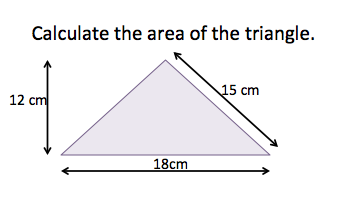 Calculate the area of the triangle.
15 cm
12 cm
18cm